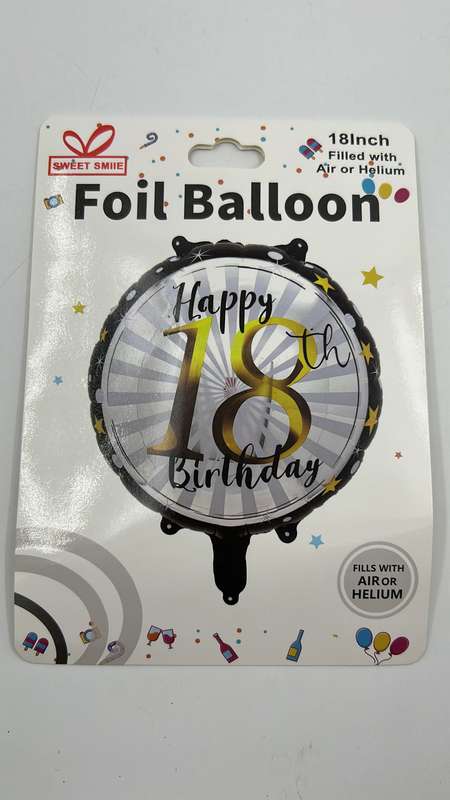 SWEET SMIIE
18Inch
Filled with
Air or Helium
Foil Balloon
Happy
18th
Birthday
FILLS WITH
AIR OR
HELIUM